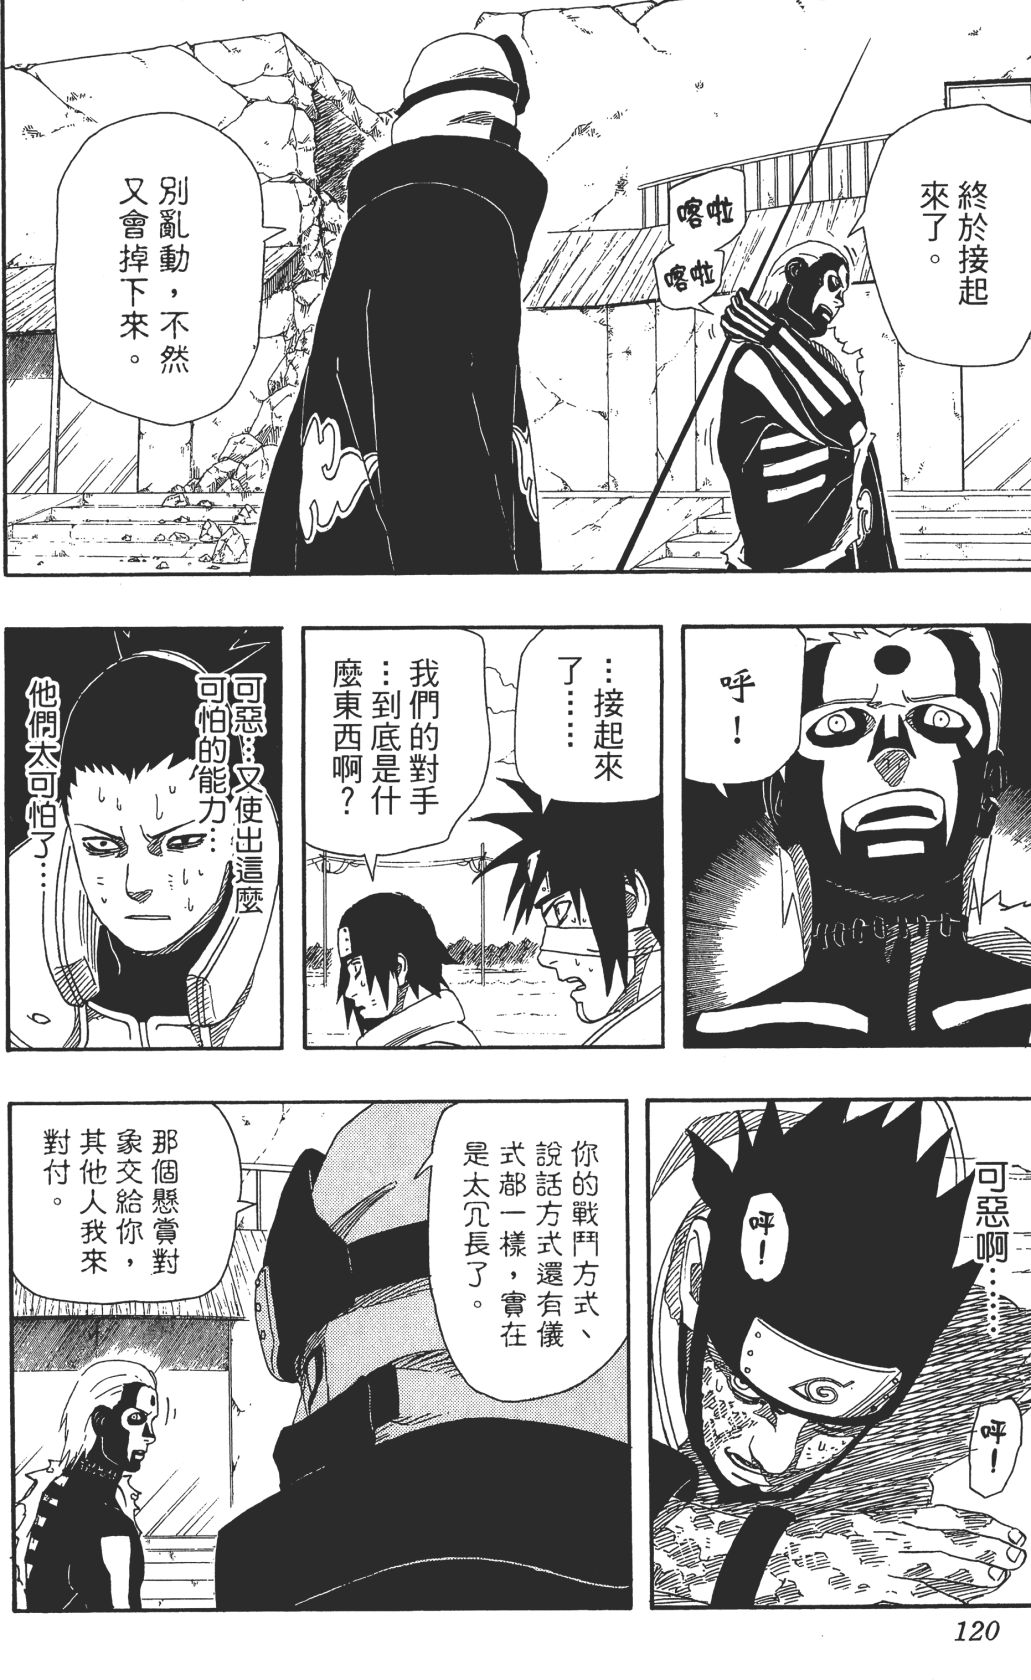 終於接起
來了。
喀啦
喀啦
別亂動，不然
又會掉下來。
呼！
…接起來
了……
我們的對手
…到底是什
麼東西啊？
可惡…又使出這麼
可怕的能力…
他們太可怕了…
可惡啊……
呼！
呼！
你的戰鬥方式、
說話方式還有儀
式都一樣，實在
是太冗長了。
那個懸賞對
象交給你，
其他人我來
對付。
120